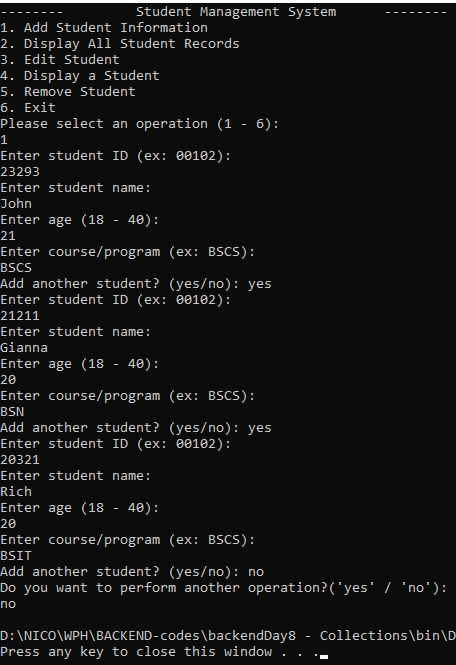 --------         Student Management System      --------
1. Add Student Information
2. Display All Student Records
3. Edit Student
4. Display a Student
5. Remove Student
6. Exit
Please select an operation (1 - 6):
1
Enter student ID (ex: 00102):
23293
Enter student name:
John
Enter age (18 - 40):
21
Enter course/program (ex: BSCS):
BSCS
Add another student? (yes/no): yes
Enter student ID (ex: 00102):
21211
Enter student name:
Gianna
Enter age (18 - 40):
20
Enter course/program (ex: BSCS):
BSN
Add another student? (yes/no): yes
Enter student ID (ex: 00102):
20321
Enter student name:
Rich
Enter age (18 - 40):
20
Enter course/program (ex: BSCS):
BSIT
Add another student? (yes/no): no
Do you want to perform another operation?('yes' / 'no'):
no
D:\NICO\WPH\BACKEND-codes\backendDay8 - Collections\bin\D
Press any key to close this window . . .